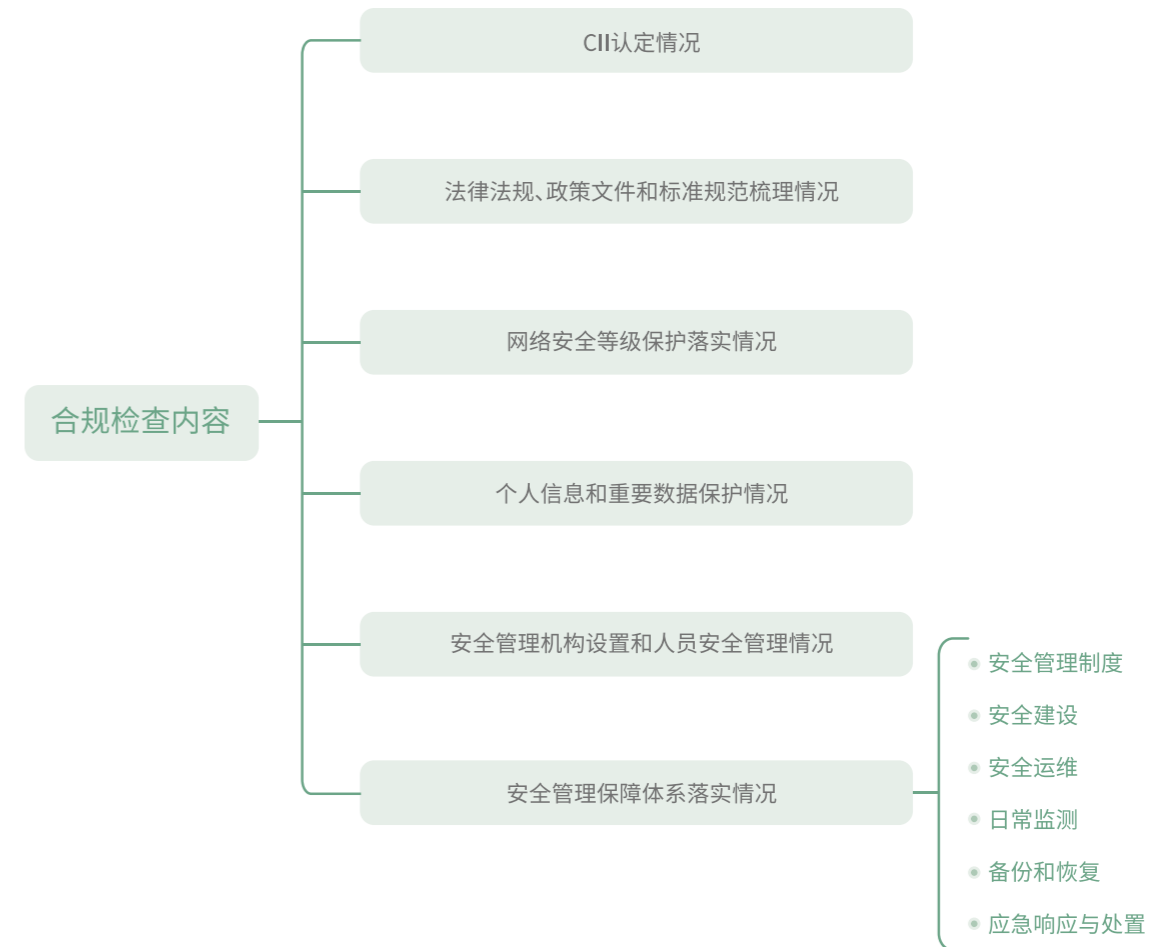 CII认定情况
法律法规、政策文件和标准规范梳理情况
网络安全等级保护落实情况
合规检查内容
个人信息和重要数据保护情况
安全管理机构设置和人员安全管理情况
安全管理保障体系落实情况
安全管理制度
安全建设
安全运维
日常监测
备份和恢复
应急响应与处置